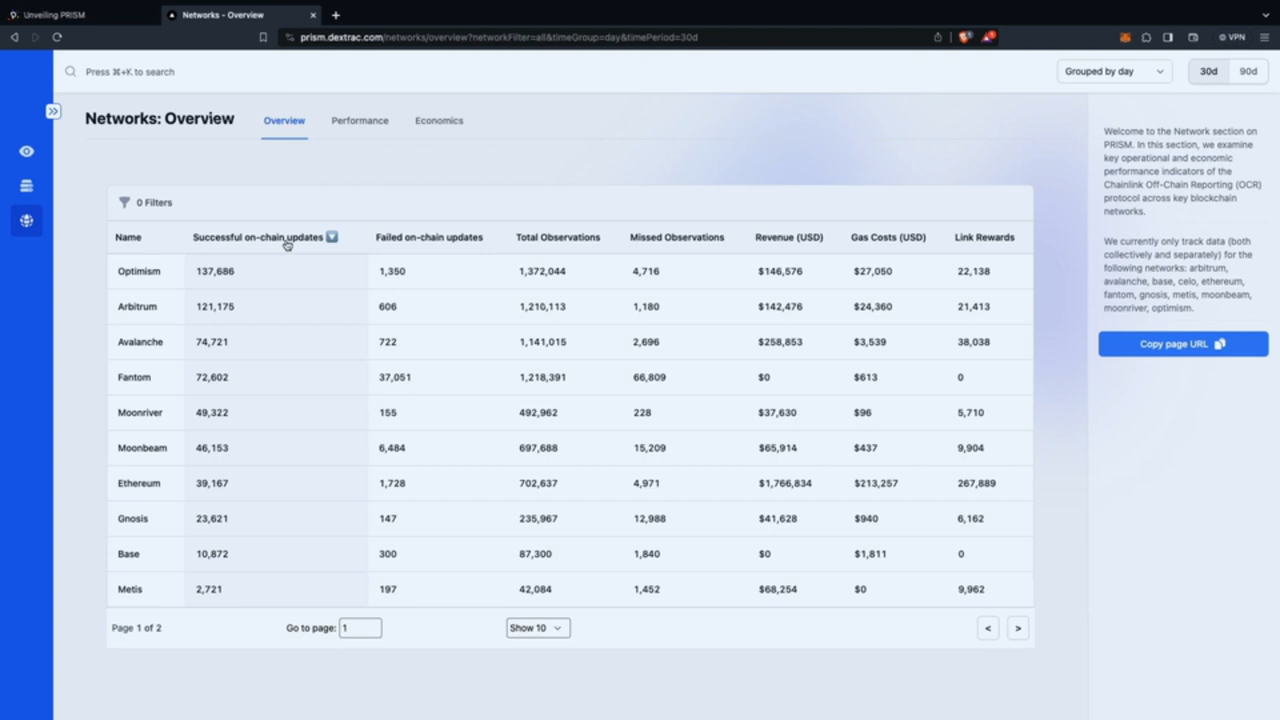 Unveiling PRISM
Networks - Overview
prism.dextrac.com/networks/overview?networkFilter=all&timeGroup=day&timePeriod=30d
VPN
Press ⌘+K to search
Grouped by day
30d
90d
Networks: Overview
Overview
Performance
Economics
0 Filters
Name Successful on-chain updates Failed on-chain updates Total Observations Missed Observations Revenue (USD) Gas Costs (USD) Link Rewards
Optimism 137,686 1,350 1,372,044 4,716 $146,576 $27,050 22,138
Arbitrum 121,175 606 1,210,113 1,180 $142,476 $24,360 21,413
Avalanche 74,721 722 1,141,015 2,696 $258,853 $3,539 38,038
Fantom 72,602 37,051 1,218,391 66,809 $0 $613 0
Moonriver 49,322 155 492,962 228 $37,630 $96 5,710
Moonbeam 46,153 6,484 697,688 15,209 $65,914 $437 9,904
Ethereum 39,167 1,728 702,637 4,971 $1,766,834 $213,257 267,889
Gnosis 23,621 147 235,967 12,988 $41,628 $940 6,162
Base 10,872 300 87,300 1,840 $0 $1,811 0
Metis 2,721 197 42,084 1,452 $68,254 $0 9,962
Page 1 of 2
Go to page: 1
Show 10
< >
Welcome to the Network section on
PRISM. In this section, we examine
key operational and economic
performance indicators of the
Chainlink Off-Chain Reporting (OCR)
protocol across key blockchain
networks.
We currently only track data (both
collectively and separately) for the
following networks: arbitrum,
avalanche, base, celo, ethereum,
fantom, gnosis, metis, moonbeam,
moonriver, optimism.
Copy page URL